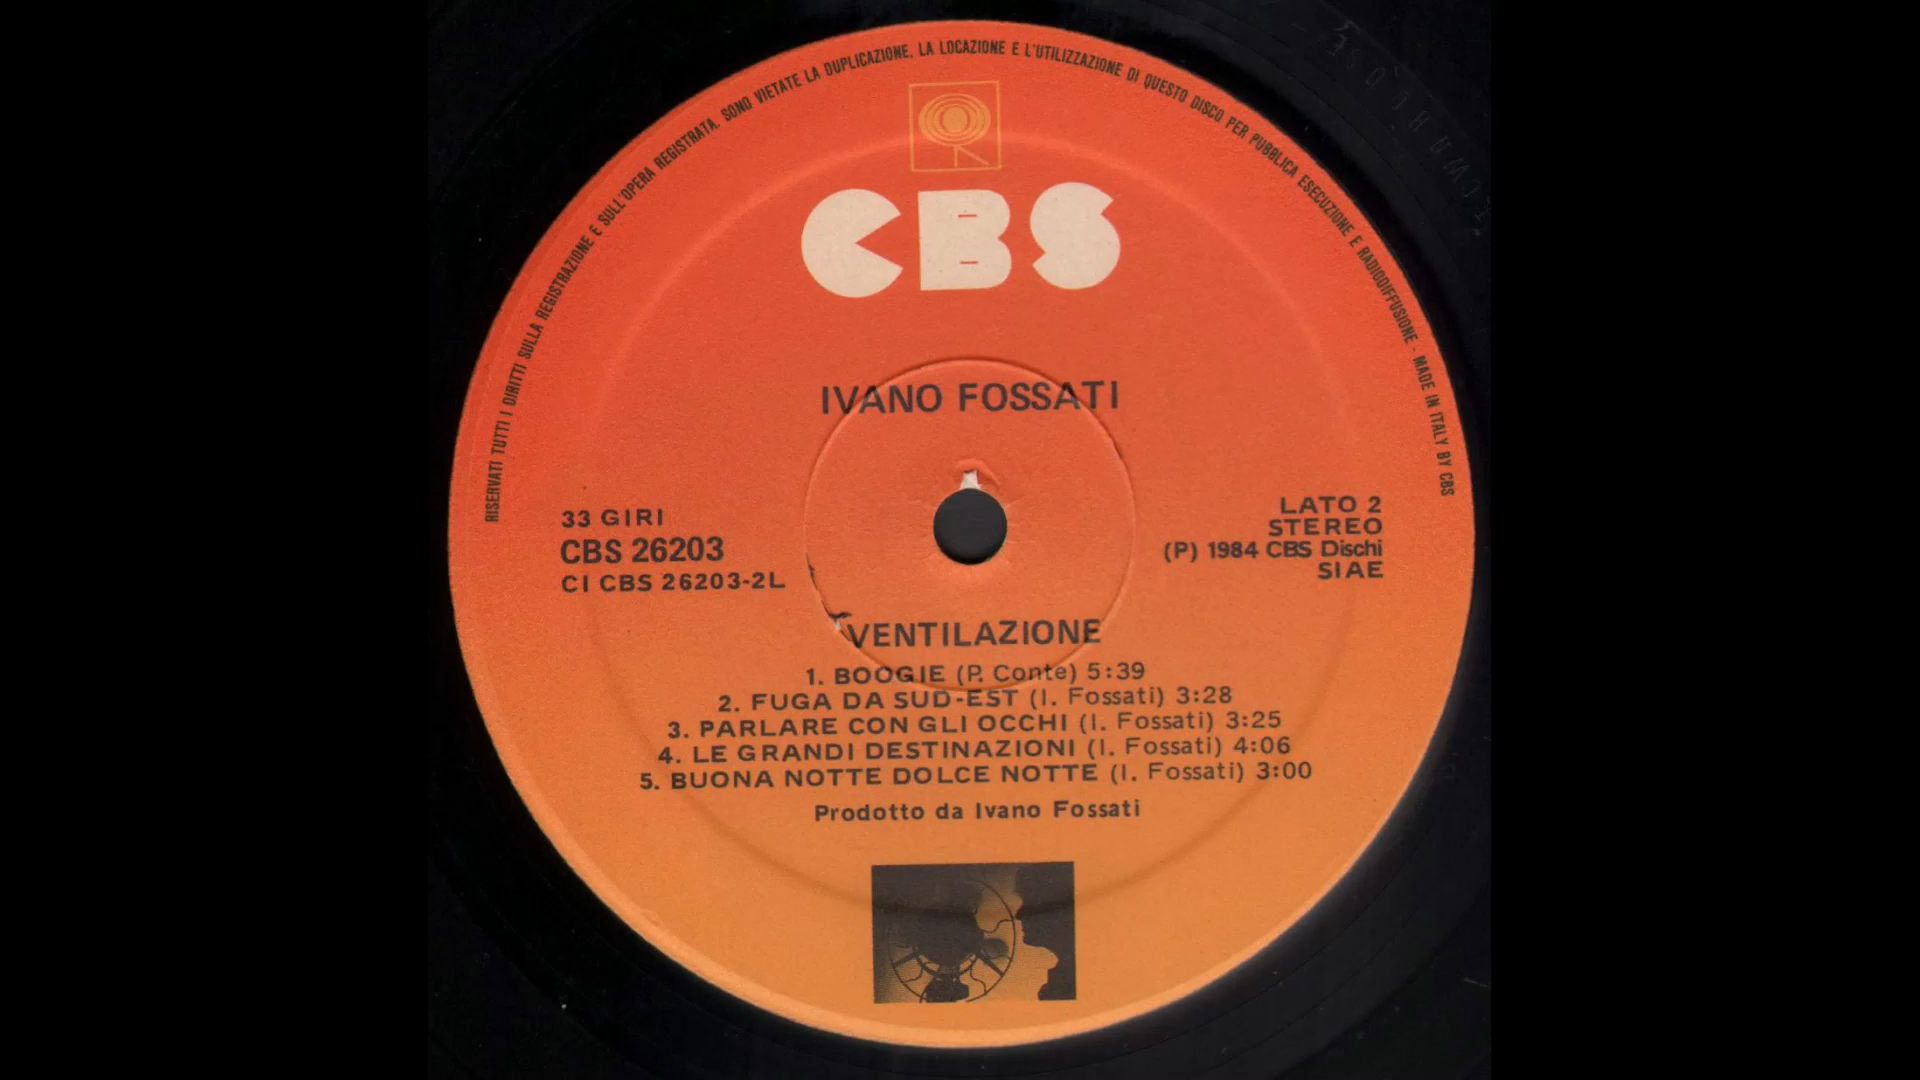 RISERVATI TUTTI I DIRITTI SULLA REGISTRAZIONE E SULL'OPERA REGISTRATA. SONO VIETATE LA DUPLICAZIONE, LA LOCAZIONE E L'UTILIZZAZIONE DI QUESTO DISCO PER PUBBLICA ESECUZIONE E RADIODIFFUSIONE - MADE IN ITALY BY CBS
CBS
IVANO FOSSATI
33 GIRI
CBS 26203
CI CBS 26203-2L
LATO 2
STEREO
(P) 1984 CBS Dischi
SIAE
VENTILAZIONE
1. BOOGIE (P. Conte) 5:39
2. FUGA DA SUD-EST (I. Fossati) 3:28
3. PARLARE CON GLI OCCHI (I. Fossati) 3:25
4. LE GRANDI DESTINAZIONI (I. Fossati) 4:06
5. BUONA NOTTE DOLCE NOTTE (I. Fossati) 3:00
Prodotto da Ivano Fossati